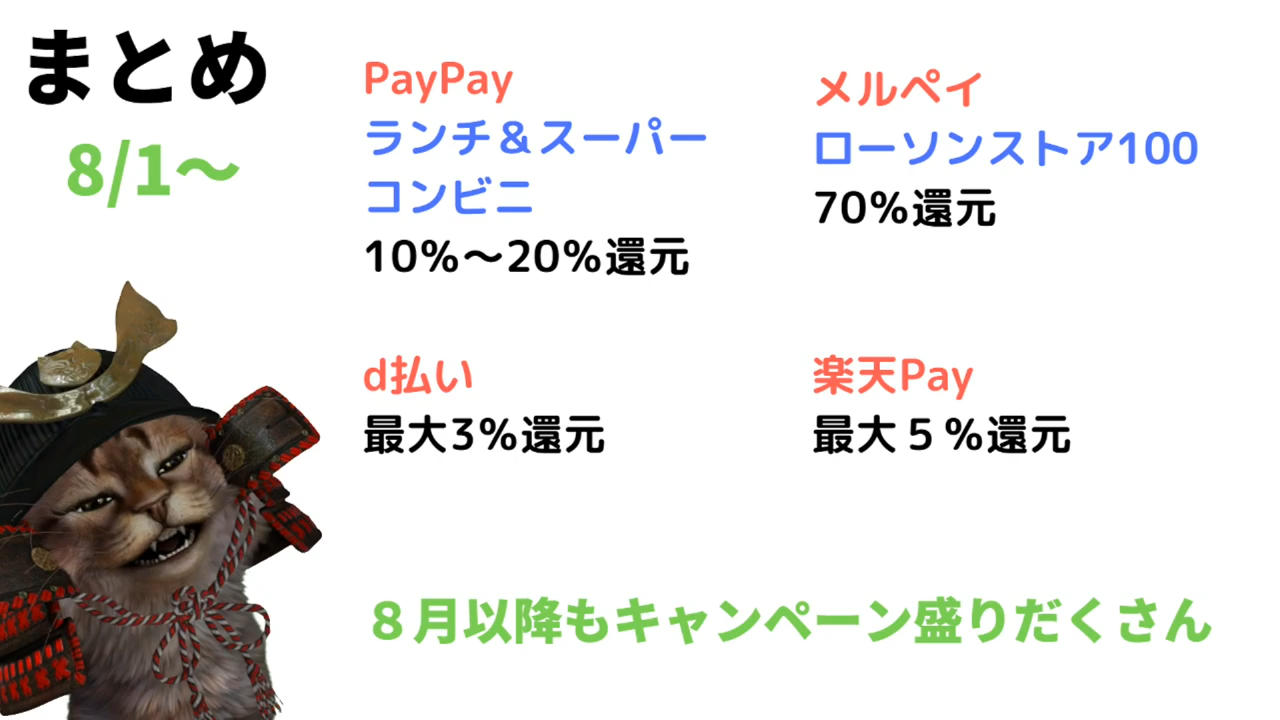 まとめ
8/1〜
PayPay
ランチ＆スーパー
コンビニ
10%〜20%還元
メルペイ
ローソンストア100
70%還元
d払い
最大3%還元
楽天Pay
最大５％還元
８月以降もキャンペーン盛りだくさん